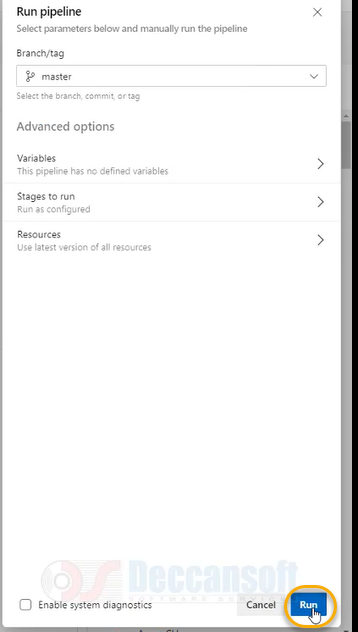 Run pipeline
Select parameters below and manually run the pipeline
Branch/tag
master
Select the branch, commit, or tag
Advanced options
Variables
This pipeline has no defined variables
Stages to run
Run as configured
Resources
Use latest version of all resources
Deccansoft
Enable system diagnostics
Cancel
Run